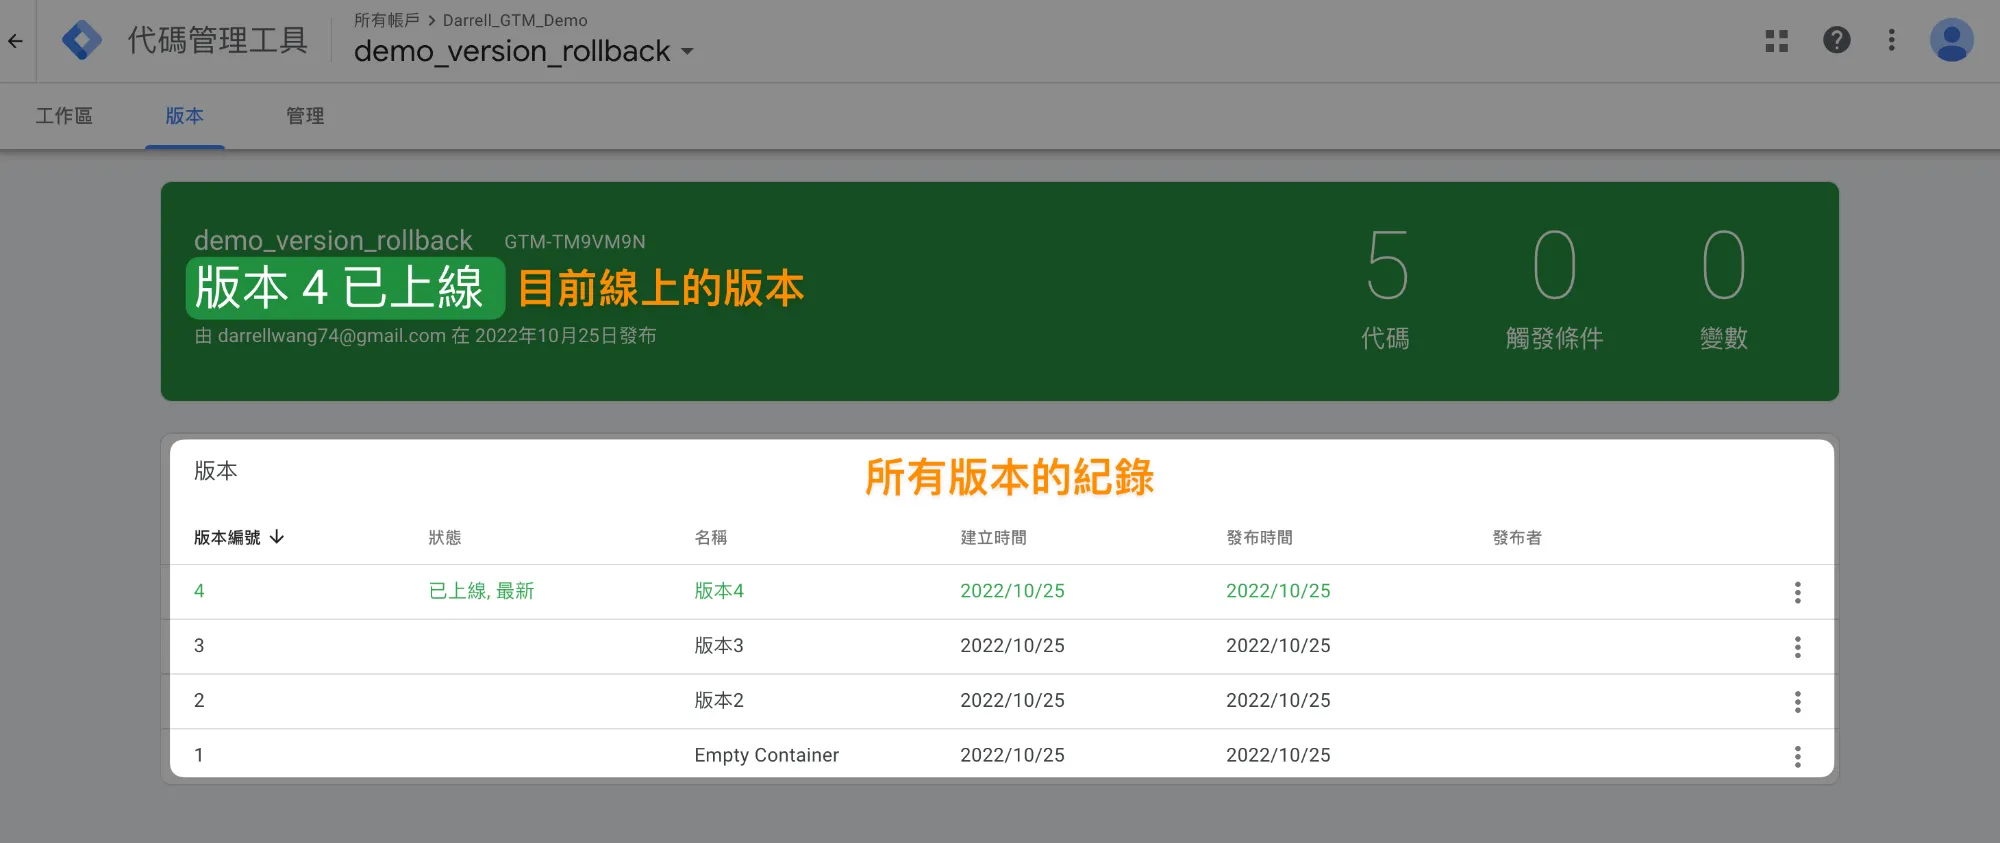 所有帳戶 > Darrell_GTM_Demo
代碼管理工具
demo_version_rollback
工作區 版本 管理
demo_version_rollback GTM-TM9VM9N
版本 4 已上線 目前線上的版本
由 darrellwang74@gmail.com 在 2022年10月25日發布
5 0 0
代碼 觸發條件 變數
版本
所有版本的紀錄
版本編號 狀態 名稱 建立時間 發布時間 發布者
4 已上線, 最新 版本4 2022/10/25 2022/10/25
3 版本3 2022/10/25 2022/10/25
2 版本2 2022/10/25 2022/10/25
1 Empty Container 2022/10/25 2022/10/25